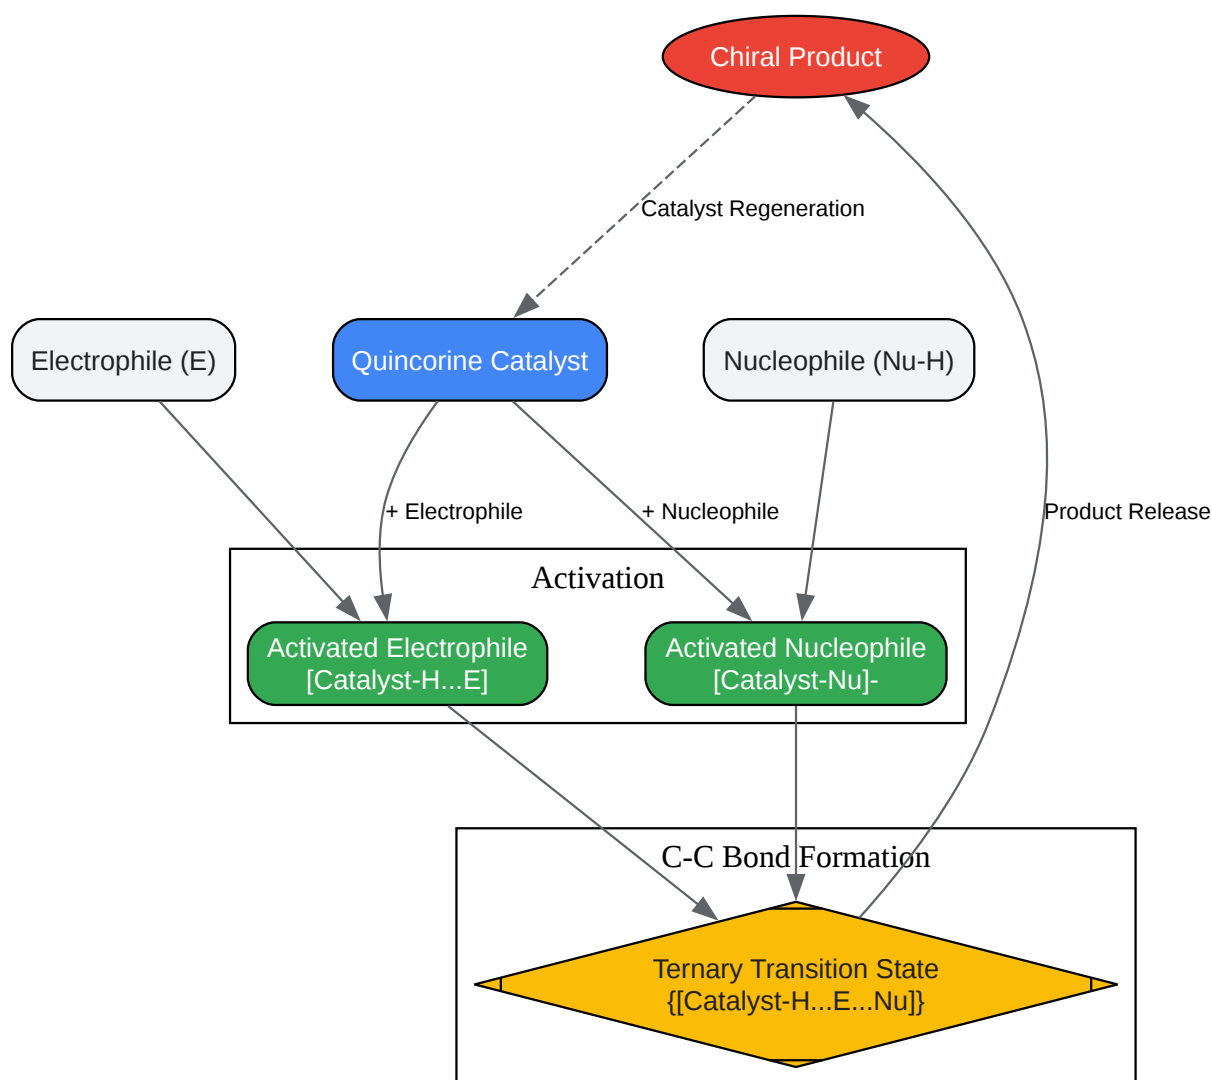 Chiral Product
Catalyst Regeneration
Electrophile (E)
Quincorine Catalyst
Nucleophile (Nu-H)
+ Electrophile
+ Nucleophile
Product Release
Activation
Activated Electrophile
[Catalyst-H...E]
Activated Nucleophile
[Catalyst-Nu]-
C-C Bond Formation
Ternary Transition State
{[Catalyst-H...E...Nu]}